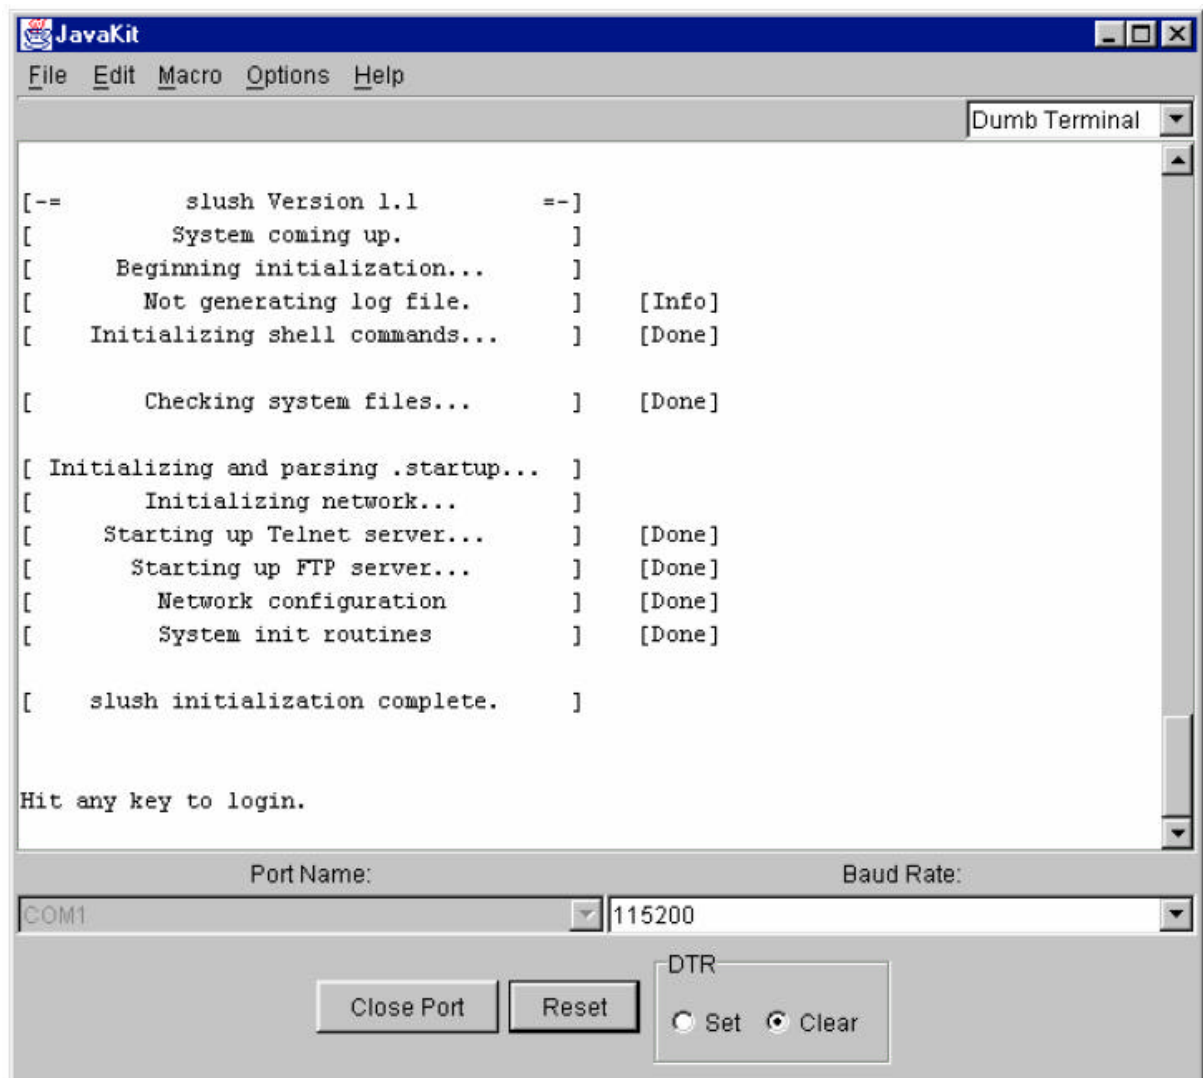 JavaKit
File Edit Macro Options Help
Dumb Terminal
[-= slush Version 1.1 =-]
[ System coming up. ]
[ Beginning initialization... ]
[ Not generating log file. ] [Info]
[ Initializing shell commands... ] [Done]
[ Checking system files... ] [Done]
[ Initializing and parsing .startup... ]
[ Initializing network... ]
[ Starting up Telnet server... ] [Done]
[ Starting up FTP server... ] [Done]
[ Network configuration ] [Done]
[ System init routines ] [Done]
[ slush initialization complete. ]
Hit any key to login.
Port Name: Baud Rate:
COM1 115200
DTR
Close Port Reset Set Clear